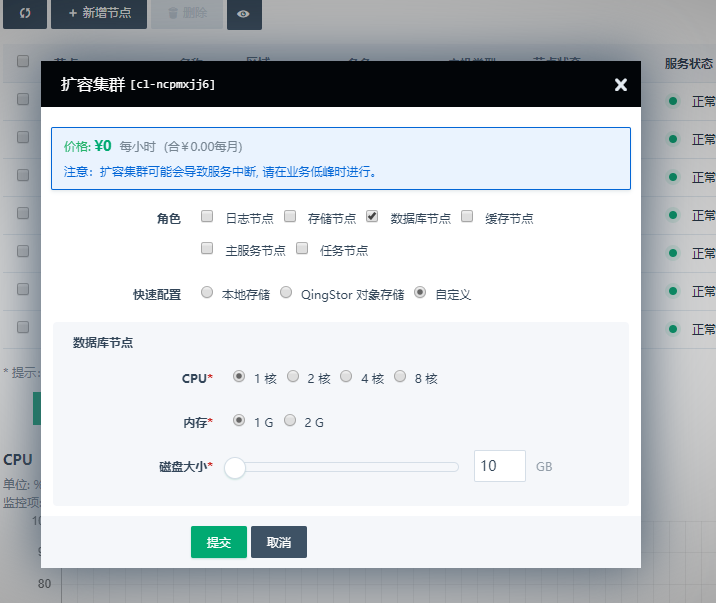 + 新增节点 删除
服务状态
扩容集群 [cl-ncpmxjj6]
正常
价格: ¥0 每小时 (合¥0.00每月)
正常
注意: 扩容集群可能会导致服务中断, 请在业务低峰时进行。
正常
角色 日志节点 存储节点 数据库节点 缓存节点
正常
主服务节点 任务节点
正常
快速配置 本地存储 QingStor 对象存储 自定义
正常
正常
数据库节点
* 提示:
CPU* 1 核 2 核 4 核 8 核
内存* 1 G 2 G
CPU
磁盘大小* 10 GB
单位: %
监控项:
提交 取消
80